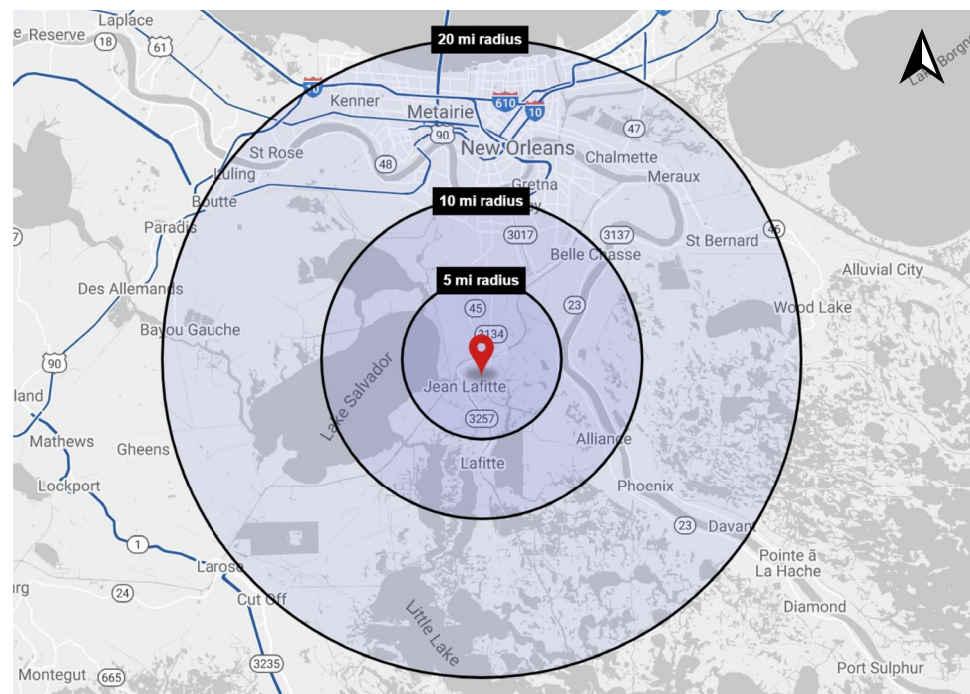 Laplace
e Reserve
18
61
20 mi radius
Lake Borgne
Kenner
Metairie
610
10
90
New Orleans
47
St Rose
48
Chalmette
Meraux
Luling
Gretna
Boutte
10 mi radius
Paradis
3017
3137
St Bernard
46
Belle Chasse
Alluvial City
5 mi radius
Des Allemands
45
23
Wood Lake
Bayou Gauche
3134
90
Jean Lafitte
Lake Salvador
land
3257
Mathews
Gheens
Alliance
Lafitte
Lockport
Phoenix
23
Davan
1
Pointe ã
La Hache
Larose
24
Cut Off
Diamond
Little Lake
3235
Montegut
665
Port Sulphur